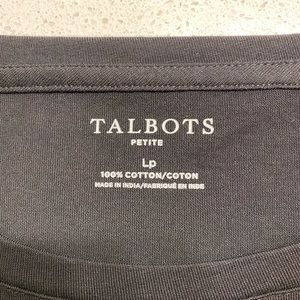 TALBOTS
PETITE
Lp
100% COTTON/COTON
MADE IN INDIA/FABRIQUÉ EN INDE